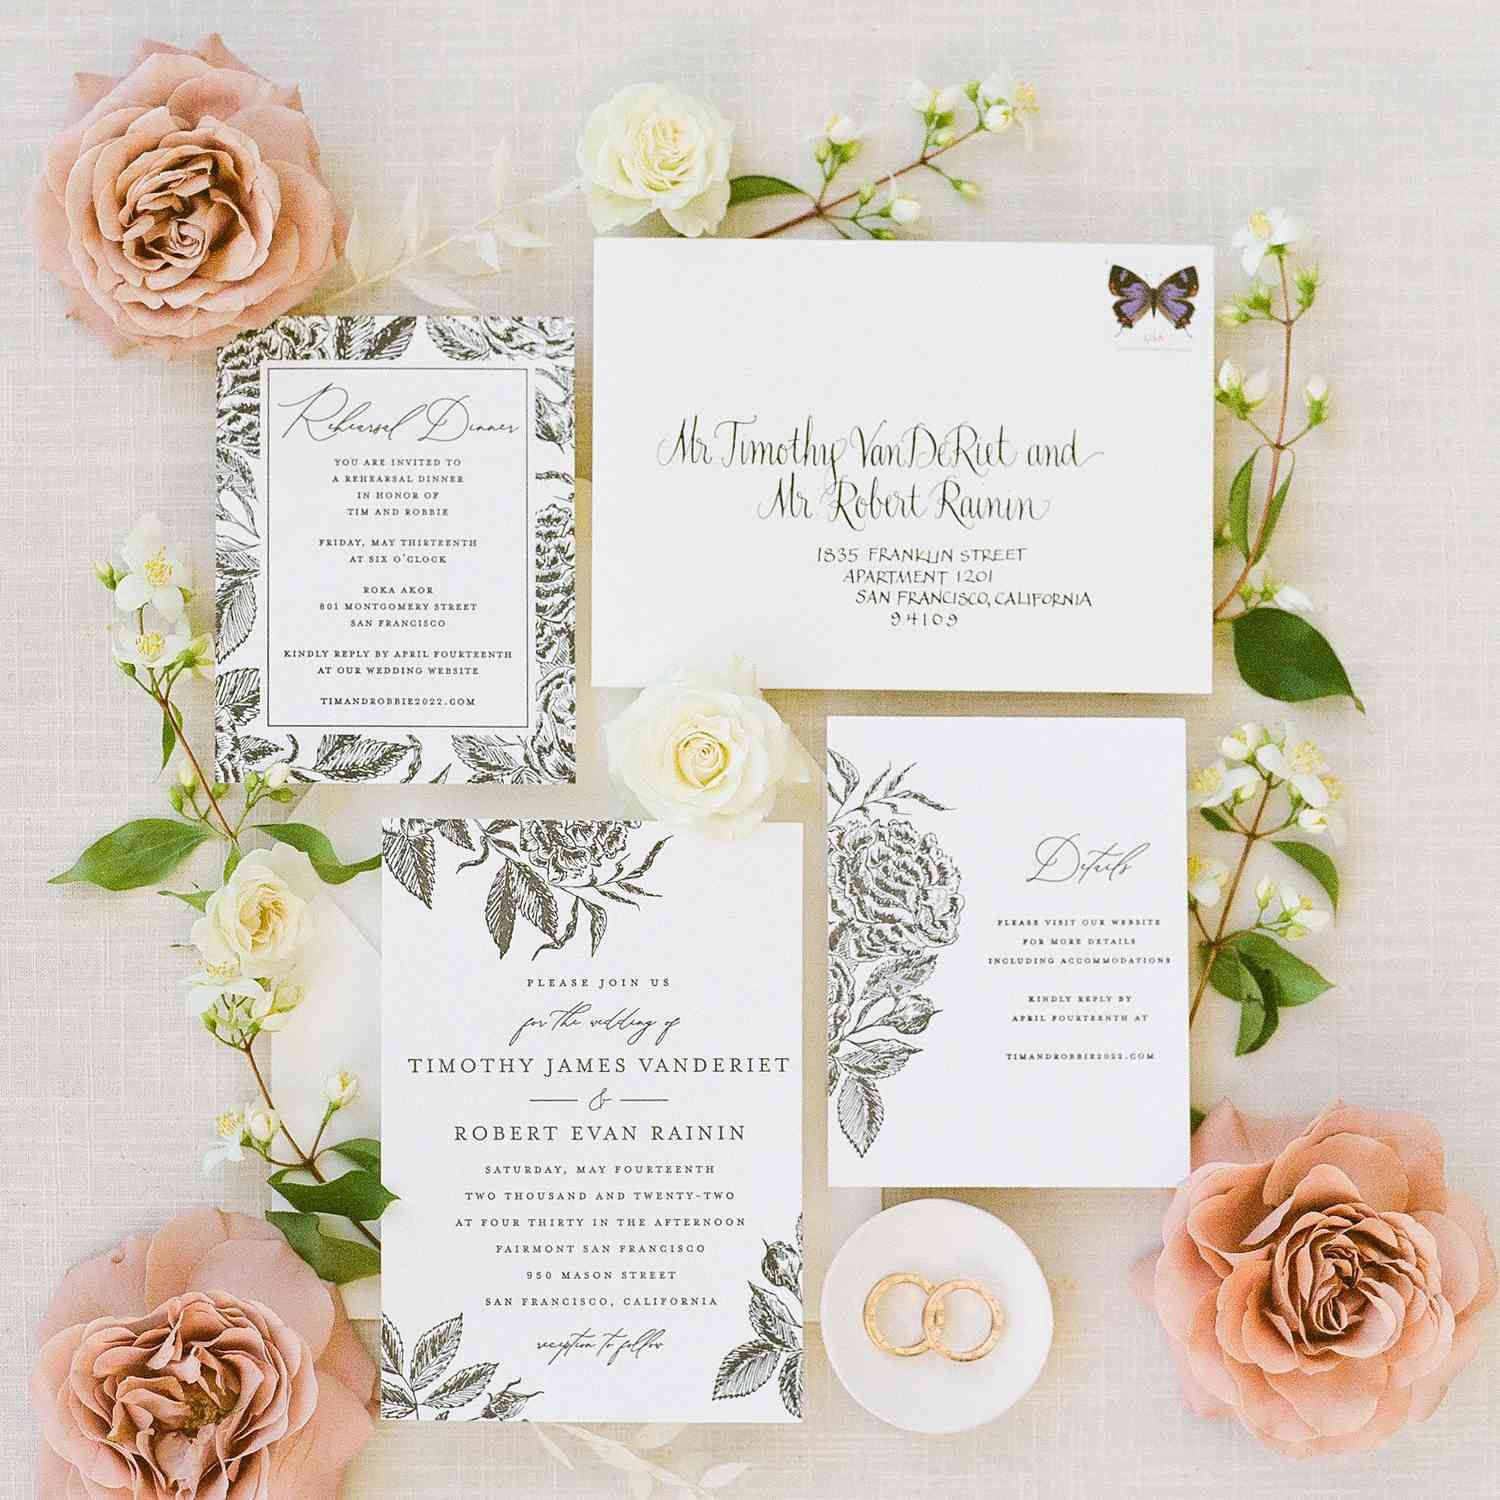 USA
Mr Timothy VanDeRiet and
Mr Robert Rainin
1835 FRANKLIN STREET
APARTMENT 1201
SAN FRANCISCO, CALIFORNIA
94109
Rehearsal Dinner
YOU ARE INVITED TO
A REHEARSAL DINNER
IN HONOR OF
TIM AND ROBBIE
FRIDAY, MAY THIRTEENTH
AT SIX O'CLOCK
ROKA AKOR
801 MONTGOMERY STREET
SAN FRANCISCO
KINDLY REPLY BY APRIL FOURTEENTH
AT OUR WEDDING WEBSITE
TIMANDROBBIE2022.COM
PLEASE JOIN US
for the wedding of
TIMOTHY JAMES VANDERIET
&
ROBERT EVAN RAININ
SATURDAY, MAY FOURTEENTH
TWO THOUSAND AND TWENTY-TWO
AT FOUR THIRTY IN THE AFTERNOON
FAIRMONT SAN FRANCISCO
950 MASON STREET
SAN FRANCISCO, CALIFORNIA
reception to follow
Details
PLEASE VISIT OUR WEBSITE
FOR MORE DETAILS
INCLUDING ACCOMMODATIONS
KINDLY REPLY BY
APRIL FOURTEENTH AT
TIMANDROBBIE2022.COM